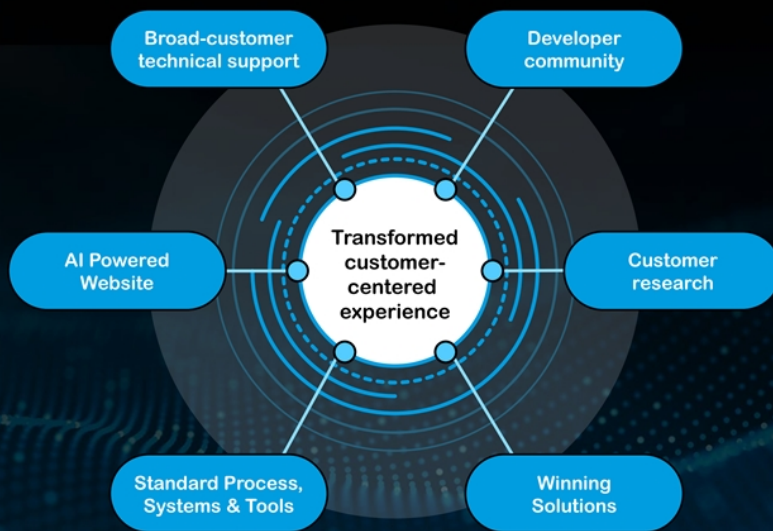 Broad-customer
technical support
Developer
community
AI Powered
Website
Transformed
customer-
centered
experience
Customer
research
Standard Process,
Systems & Tools
Winning
Solutions